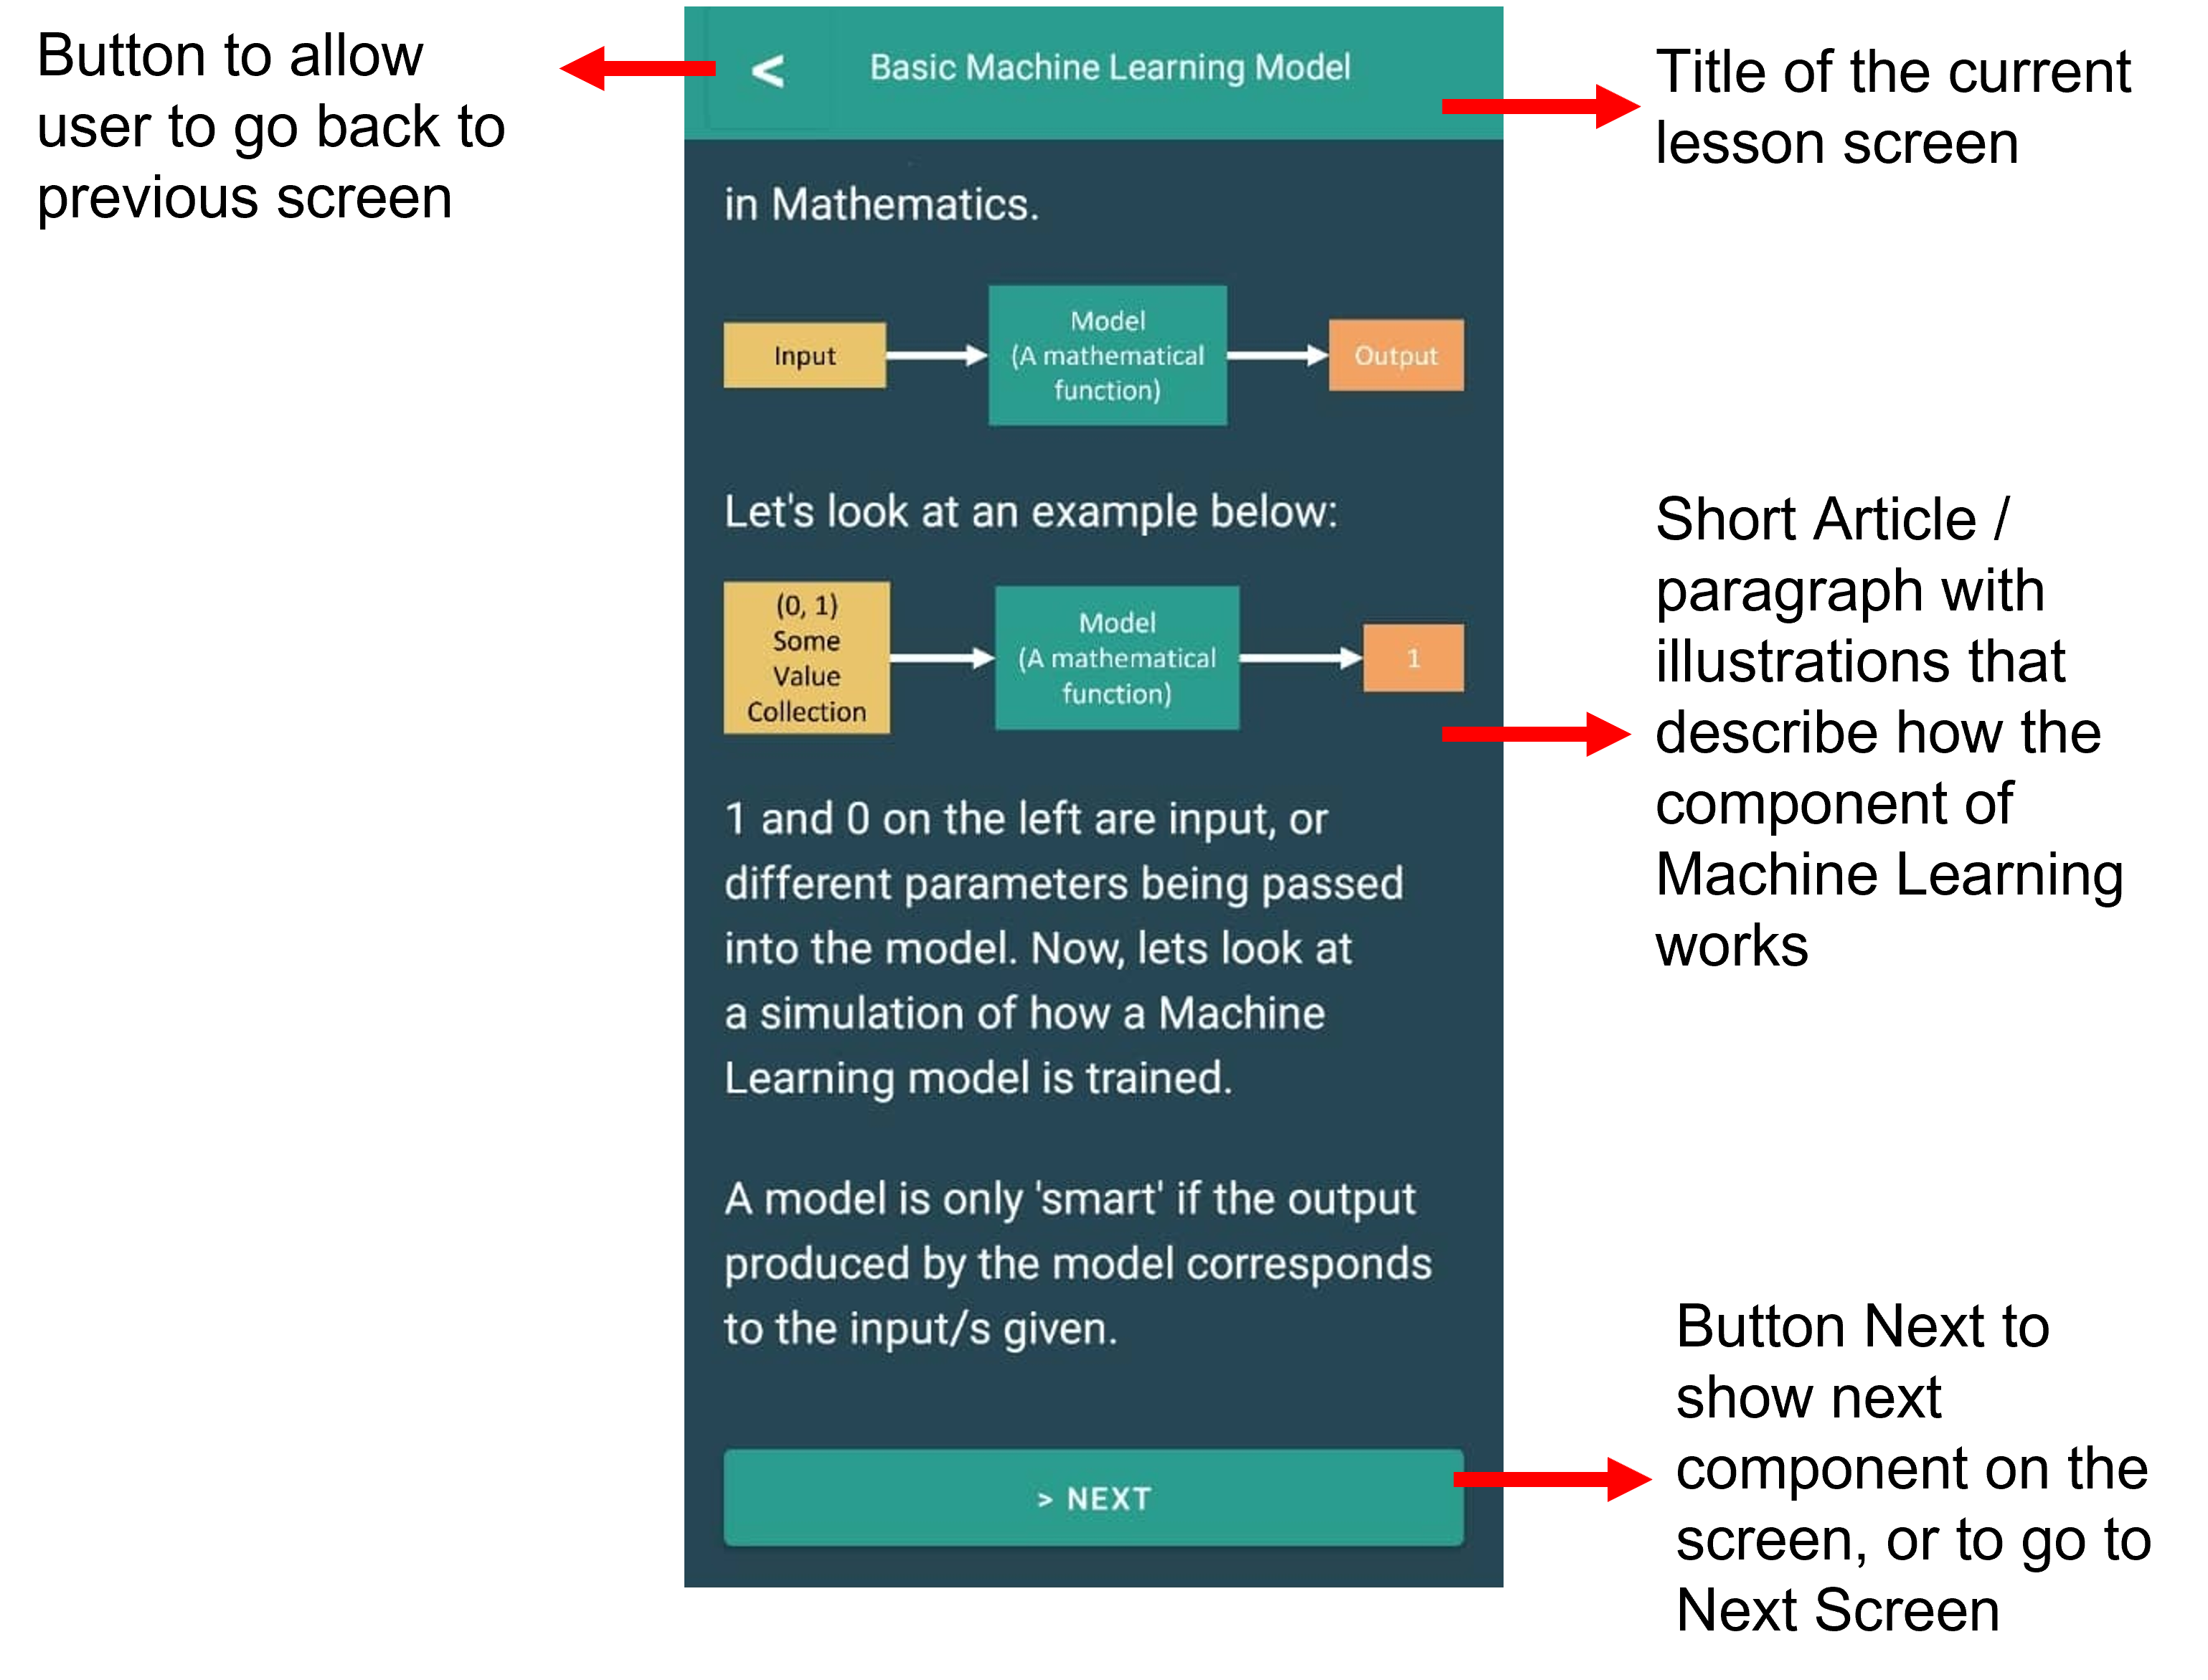 Button to allow
user to go back to
previous screen
<
Basic Machine Learning Model
Title of the current
lesson screen
in Mathematics.
Input
Model
(A mathematical
function)
Output
Let's look at an example below:
(0, 1)
Some
Value
Collection
Model
(A mathematical
function)
1
Short Article /
paragraph with
illustrations that
describe how the
component of
Machine Learning
works
1 and 0 on the left are input, or
different parameters being passed
into the model. Now, lets look at
a simulation of how a Machine
Learning model is trained.
A model is only 'smart' if the output
produced by the model corresponds
to the input/s given.
> NEXT
Button Next to
show next
component on the
screen, or to go to
Next Screen